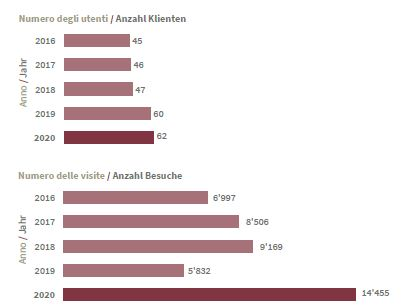 Numero degli utenti / Anzahl Klienten
2016 45
2017 46
2018 47
2019 60
2020 62
Anno / Jahr
Numero delle visite / Anzahl Besuche
2016 6'997
2017 8'506
2018 9'169
2019 5'832
2020 14'455
Anno / Jahr